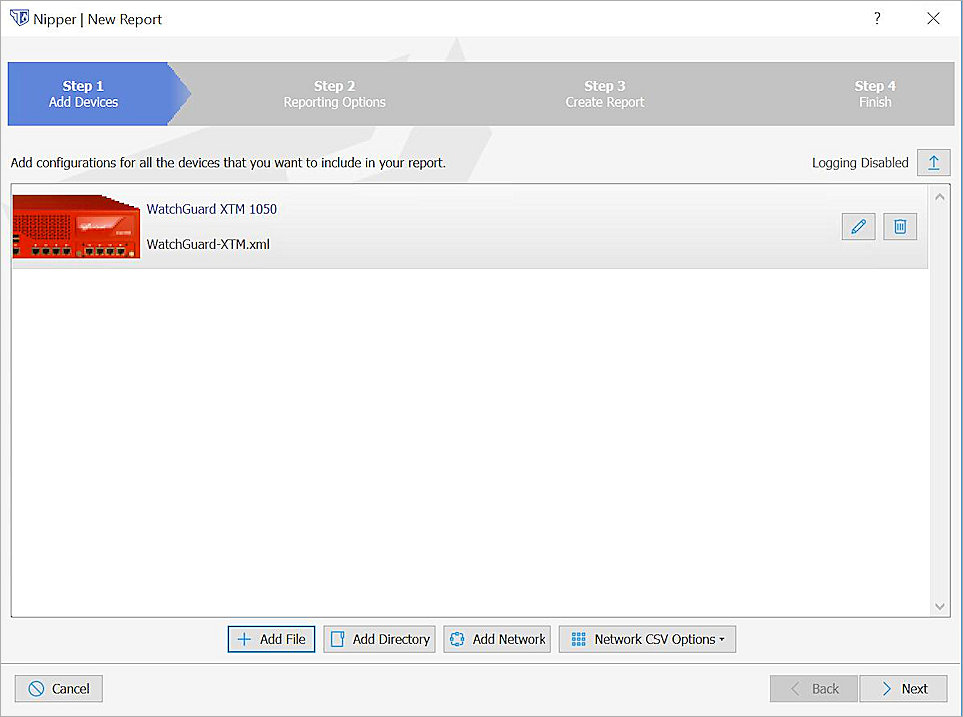 Nipper | New Report
?
Step 1
Add Devices
Step 2
Reporting Options
Step 3
Create Report
Step 4
Finish
Add configurations for all the devices that you want to include in your report.
Logging Disabled
WatchGuard XTM 1050
WatchGuard-XTM.xml
Add File
Add Directory
Add Network
Network CSV Options
Cancel
Back
Next